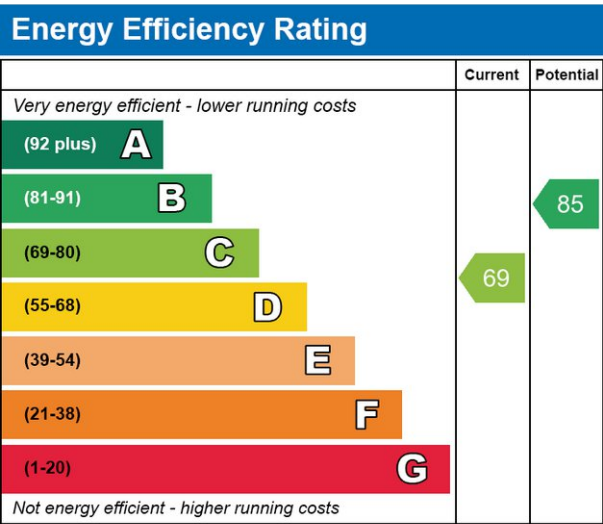 Energy Efficiency Rating
Current Potential
Very energy efficient - lower running costs
(92 plus) A
(81-91) B
85
(69-80) C
69
(55-68) D
(39-54) E
(21-38) F
(1-20) G
Not energy efficient - higher running costs